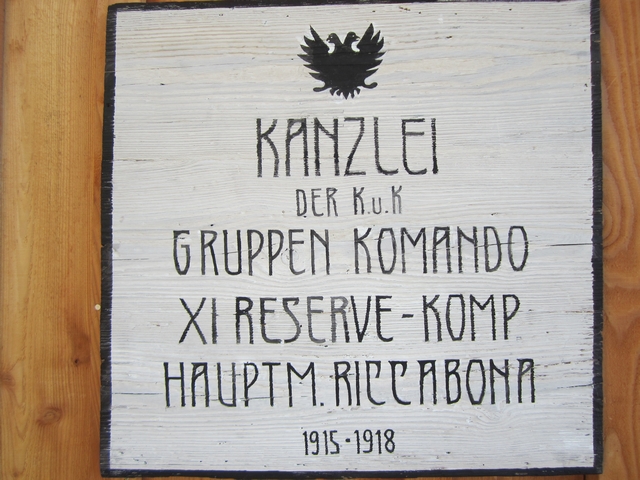 KANZLEI
DER K.u.K
GRUPPEN KOMANDO
XI RESERVE-KOMP
HAUPTM. RICCABONA
1915·1918